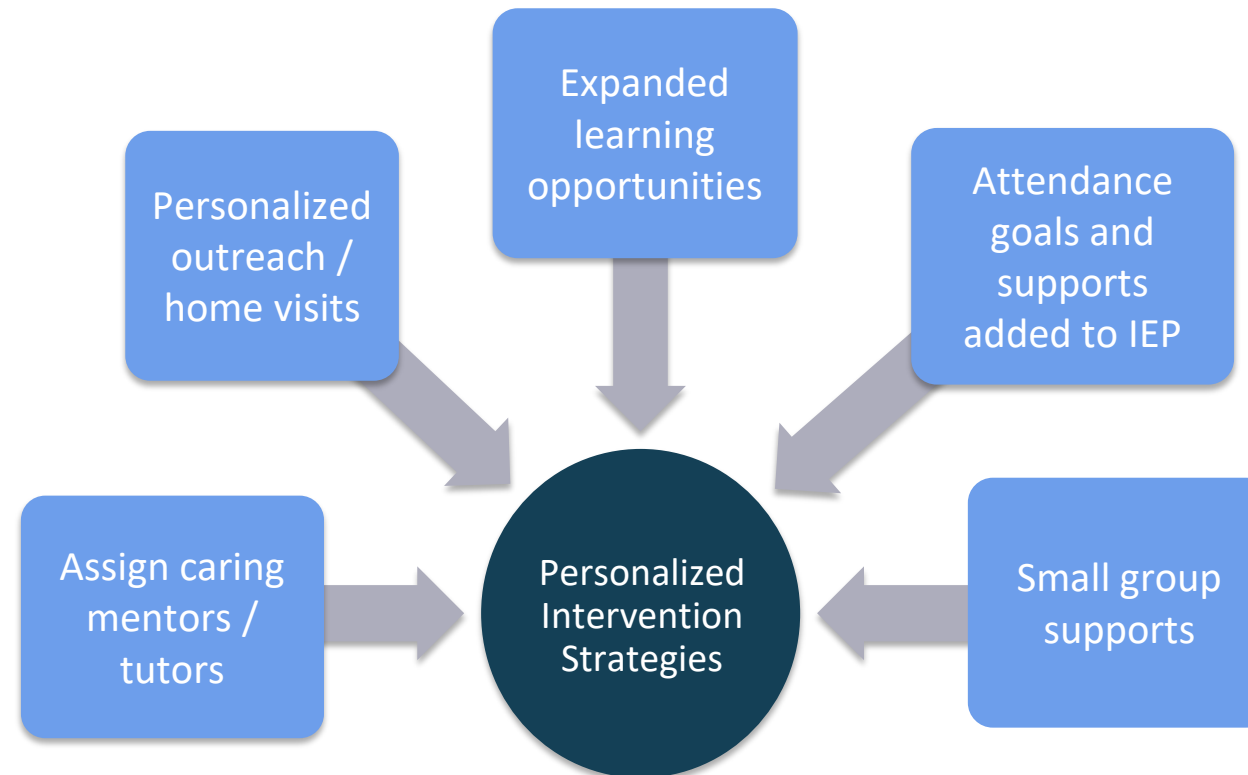 Expanded
learning
opportunities
Personalized
outreach /
home visits
Attendance
goals and
supports
added to IEP
Assign caring
mentors /
tutors
Personalized
Intervention
Strategies
Small group
supports